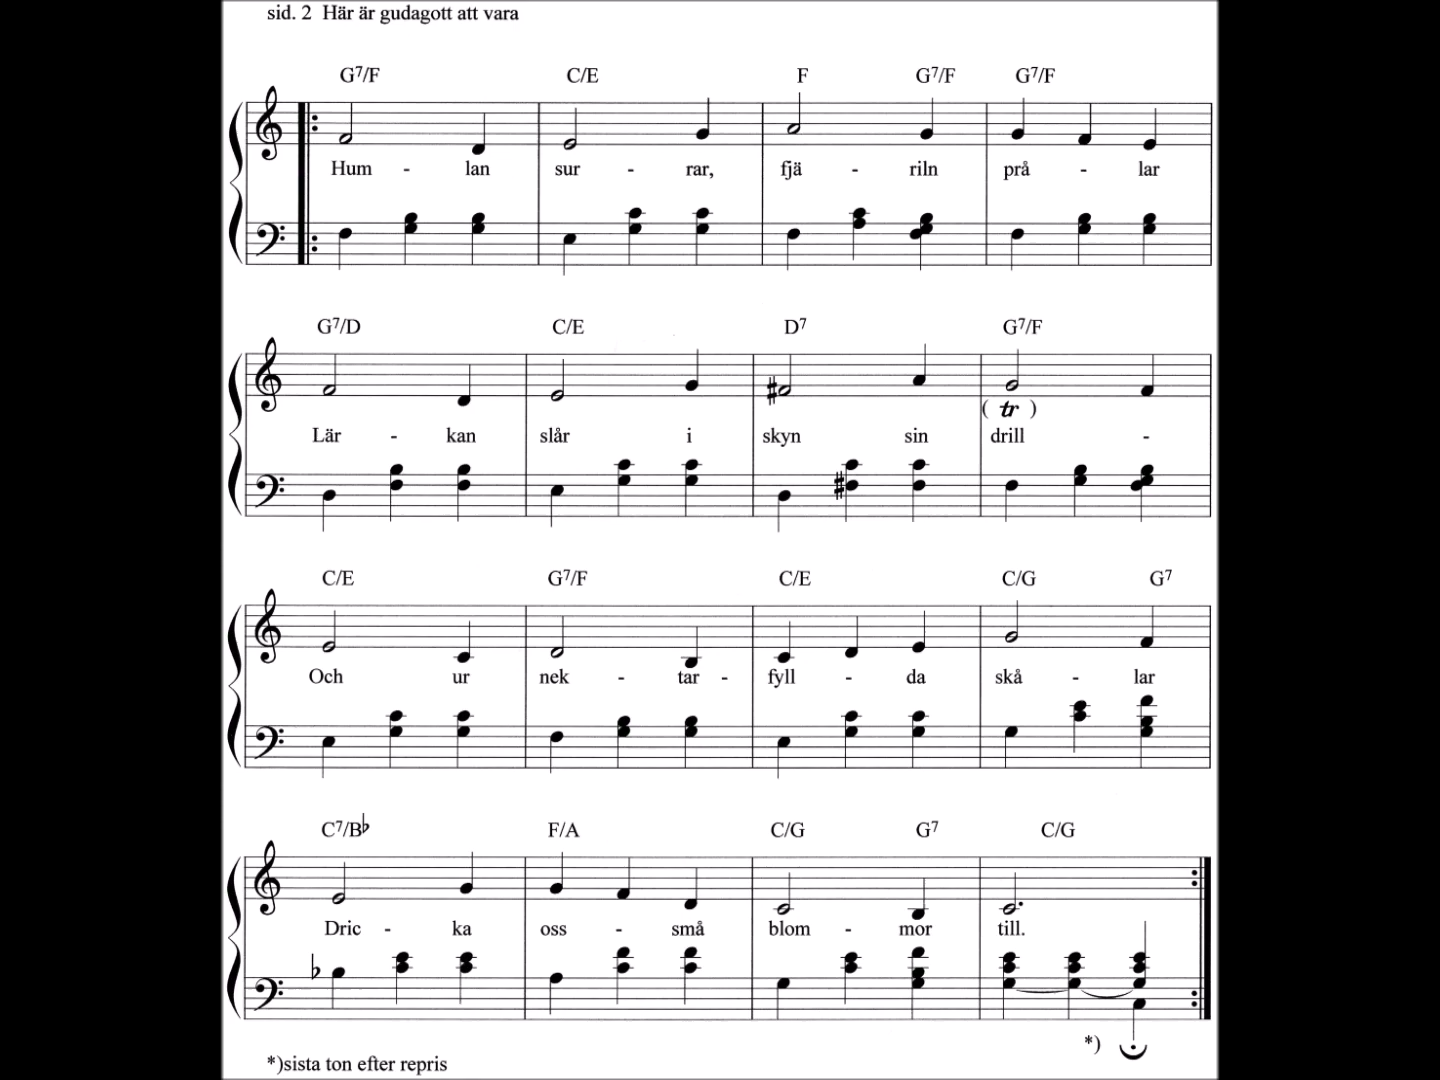 sid. 2 Här är gudagott att vara
G7/F C/E F G7/F G7/F
Hum - lan sur - rar, fjä - riln prå - lar
G7/D C/E D7 G7/F
( tr )
Lär - kan slår i skyn sin drill -
C/E G7/F C/E C/G G7
Och ur nek - tar - fyll - da skå - lar
C7/B♭ F/A C/G G7 C/G
Dric - ka oss - små blom - mor till.
*)
*)sista ton efter repris